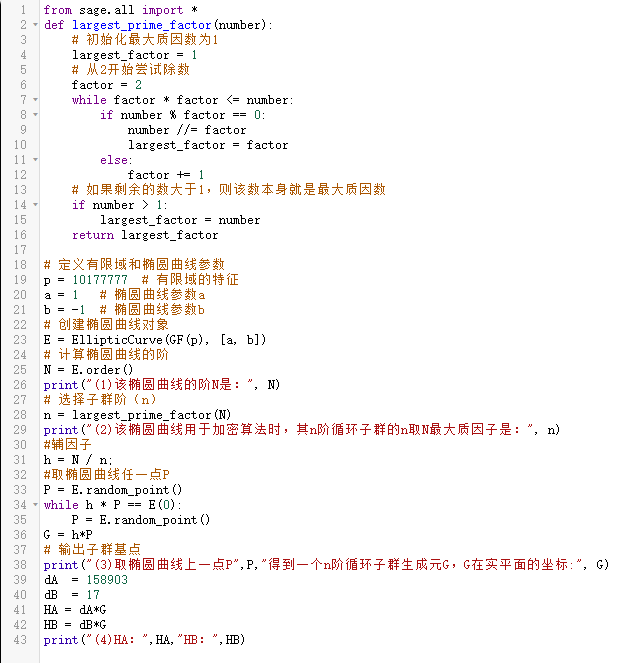 1 from sage.all import *
2 def largest_prime_factor(number):
3 # 初始化最大质因数为1
4 largest_factor = 1
5 # 从2开始尝试除数
6 factor = 2
7 while factor * factor <= number:
8 if number % factor == 0:
9 number //= factor
10 largest_factor = factor
11 else:
12 factor += 1
13 # 如果剩余的数大于1，则该数本身就是最大质因数
14 if number > 1:
15 largest_factor = number
16 return largest_factor
17
18 # 定义有限域和椭圆曲线参数
19 p = 10177777 # 有限域的特征
20 a = 1 # 椭圆曲线参数a
21 b = -1 # 椭圆曲线参数b
22 # 创建椭圆曲线对象
23 E = EllipticCurve(GF(p), [a, b])
24 # 计算椭圆曲线的阶
25 N = E.order()
26 print("(1)该椭圆曲线的阶N是：", N)
27 # 选择子群阶（n）
28 n = largest_prime_factor(N)
29 print("(2)该椭圆曲线用于加密算法时，其n阶循环子群的n取N最大质因子是：", n)
30 #辅因子
31 h = N / n;
32 #取椭圆曲线任一点P
33 P = E.random_point()
34 while h * P == E(0):
35 P = E.random_point()
36 G = h*P
37 # 输出子群基点
38 print("(3)取椭圆曲线上一点P",P,"得到一个n阶循环子群生成元G，G在实平面的坐标:", G)
39 dA = 158903
40 dB = 17
41 HA = dA*G
42 HB = dB*G
43 print("(4)HA：",HA,"HB：",HB)